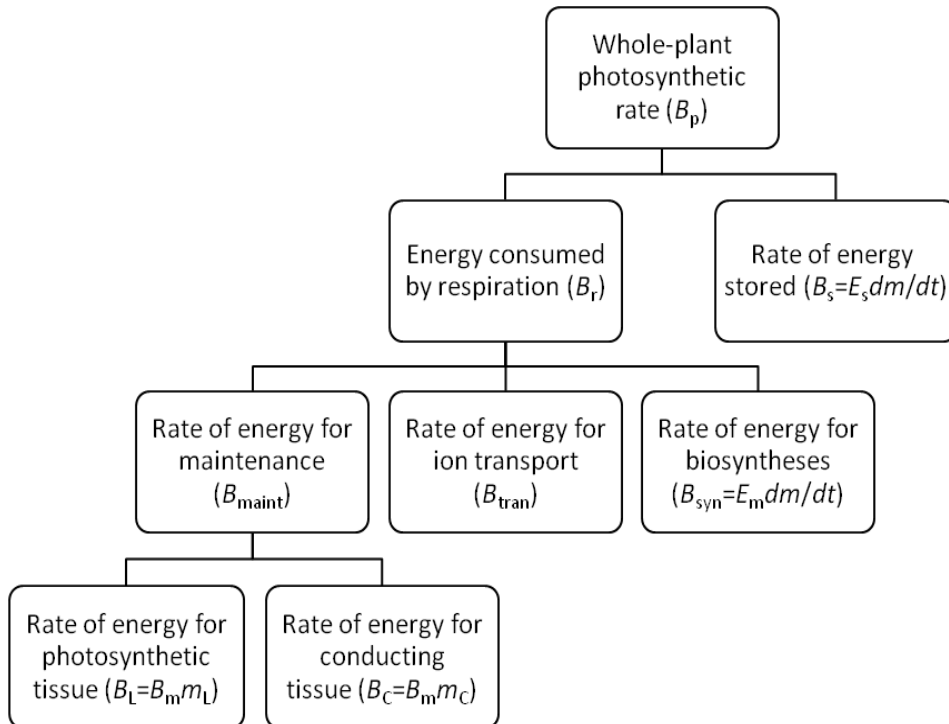 Whole-plant
photosynthetic
rate (Bp)
Energy consumed
by respiration (Br)
Rate of energy
stored (Bs=Esdm/dt)
Rate of energy for
maintenance
(Bmaint)
Rate of energy for
ion transport
(Btran)
Rate of energy for
biosyntheses
(Bsyn=Emdm/dt)
Rate of energy for
photosynthetic
tissue (BL=BmmL)
Rate of energy for
conducting
tissue (BC=BmmC)